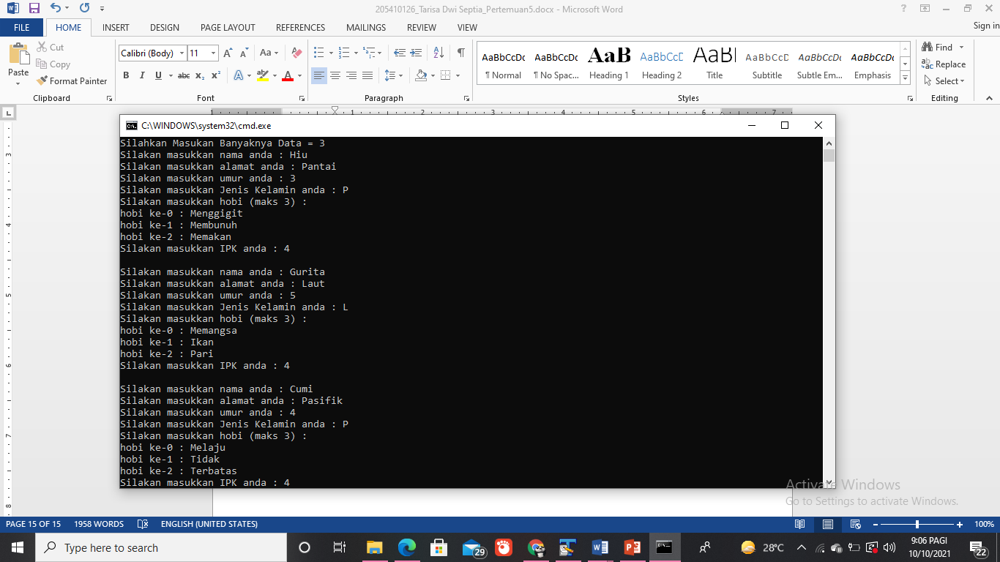 205410126_Tarisa Dwi Septia_Pertemuan5.docx - Microsoft Word
FILE HOME INSERT DESIGN PAGE LAYOUT REFERENCES MAILINGS REVIEW VIEW Sign in
Paste
Cut
Copy
Format Painter
Clipboard
Calibri (Body) 11
Font
Paragraph
AaBbCcDc AaBbCcDc AaB AaBbCcD AaB AaBbCcD AaBbCcDc AaBbCcDc
¶ Normal ¶ No Spac... Heading 1 Heading 2 Title Subtitle Subtle Em... Emphasis
Styles
Find
Replace
Select
Editing
C:\WINDOWS\system32\cmd.exe
Silahkan Masukan Banyaknya Data = 3
Silakan masukkan nama anda : Hiu
Silakan masukkan alamat anda : Pantai
Silakan masukkan umur anda : 3
Silakan masukkan Jenis Kelamin anda : P
Silakan masukkan hobi (maks 3) :
hobi ke-0 : Menggigit
hobi ke-1 : Membunuh
hobi ke-2 : Memakan
Silakan masukkan IPK anda : 4
Silakan masukkan nama anda : Gurita
Silakan masukkan alamat anda : Laut
Silakan masukkan umur anda : 5
Silakan masukkan Jenis Kelamin anda : L
Silakan masukkan hobi (maks 3) :
hobi ke-0 : Memangsa
hobi ke-1 : Ikan
hobi ke-2 : Pari
Silakan masukkan IPK anda : 4
Silakan masukkan nama anda : Cumi
Silakan masukkan alamat anda : Pasifik
Silakan masukkan umur anda : 4
Silakan masukkan Jenis Kelamin anda : P
Silakan masukkan hobi (maks 3) :
hobi ke-0 : Melaju
hobi ke-1 : Tidak
hobi ke-2 : Terbatas
Silakan masukkan IPK anda : 4
Activate Windows
Go to Settings to activate Windows.
PAGE 15 OF 15 1958 WORDS ENGLISH (UNITED STATES) 100%
Type here to search
29
28°C
9:06 PAGI
10/10/2021
22